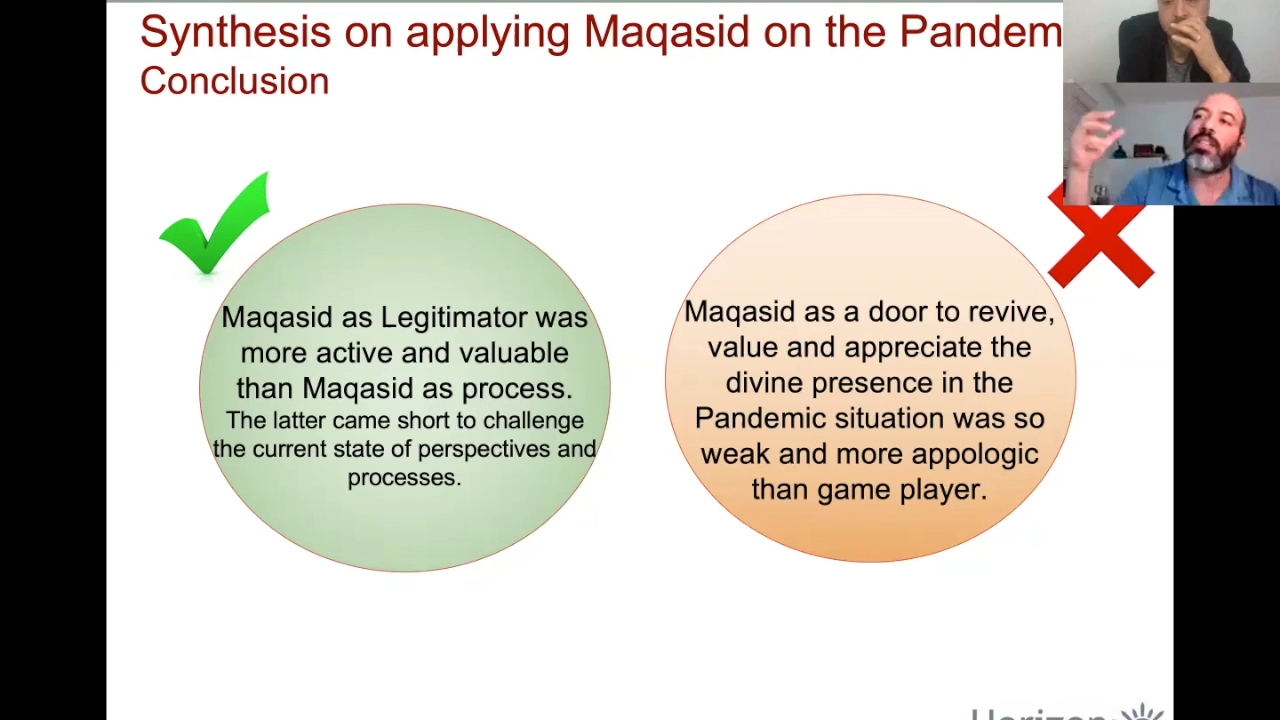 Synthesis on applying Maqasid on the Pandem
Conclusion
Maqasid as Legitimator was
more active and valuable
than Maqasid as process.
The latter came short to challenge
the current state of perspectives and
processes.
Maqasid as a door to revive,
value and appreciate the
divine presence in the
Pandemic situation was so
weak and more appologic
than game player.
Horizon